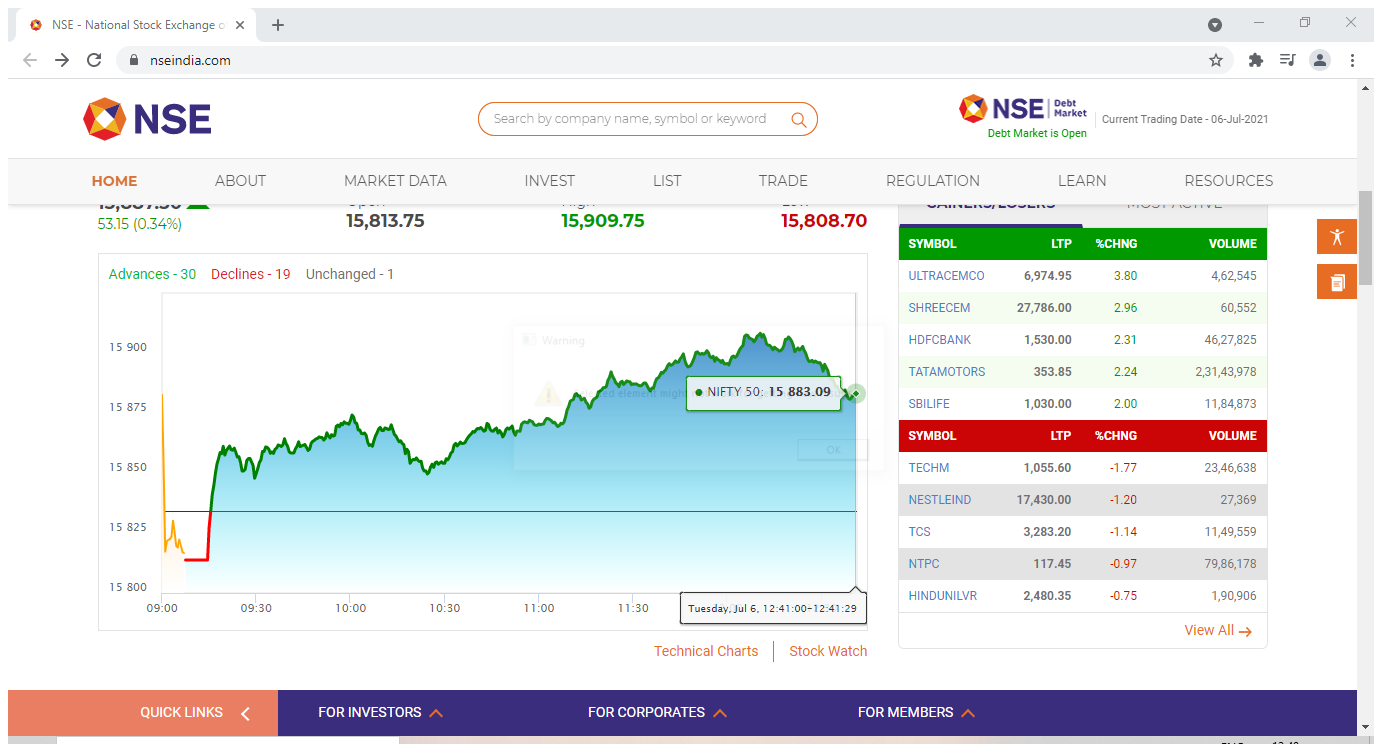 NSE - National Stock Exchange o
nseindia.com
NSE
Search by company name, symbol or keyword
NSE Debt Market
Debt Market is Open
Current Trading Date - 06-Jul-2021
HOME ABOUT MARKET DATA INVEST LIST TRADE REGULATION LEARN RESOURCES
53.15 (0.34%)
15,813.75 15,909.75 15,808.70
GAINERS/LOSERS MOST ACTIVE
Advances - 30 Declines - 19 Unchanged - 1
15 900
15 875
15 850
15 825
15 800
Warning
element might
Ok
NIFTY 50: 15 883.09
09:00 09:30 10:00 10:30 11:00 11:30
Tuesday, Jul 6, 12:41:00-12:41:29
Technical Charts Stock Watch
SYMBOL LTP %CHNG VOLUME
ULTRACEMCO 6,974.95 3.80 4,62,545
SHREECEM 27,786.00 2.96 60,552
HDFCBANK 1,530.00 2.31 46,27,825
TATAMOTORS 353.85 2.24 2,31,43,978
SBILIFE 1,030.00 2.00 11,84,873
SYMBOL LTP %CHNG VOLUME
TECHM 1,055.60 -1.77 23,46,638
NESTLEIND 17,430.00 -1.20 27,369
TCS 3,283.20 -1.14 11,49,559
NTPC 117.45 -0.97 79,86,178
HINDUNILVR 2,480.35 -0.75 1,90,906
View All
QUICK LINKS FOR INVESTORS FOR CORPORATES FOR MEMBERS